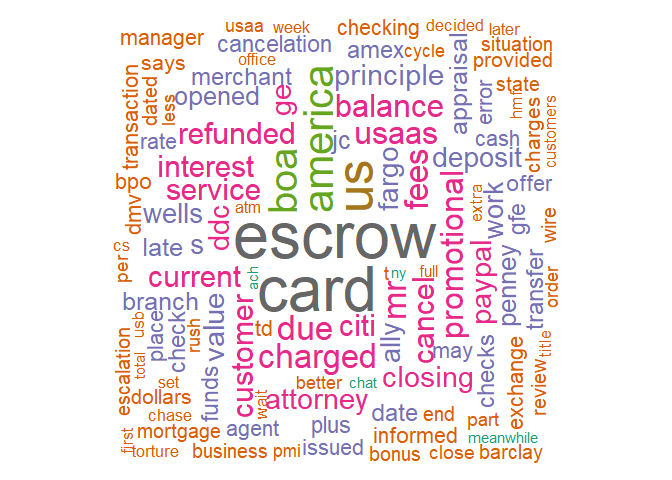 usaa week
checking
decided later
manager
cancelation
amex cycle
situation
says
office
provided
merchant
principle
transaction
dated
less
opened
ge
america
balance
appraisal
error
state
hmin
charges
customers
rate
refunded
boa
jc
usaas
cash
interest
us
fargo
fees
deposit
offer
bpo
service
promotional
work
extra
gfe
dmv
wells
ddc
atm
wire
escrow
cs
per
late s
current
ach
card
t ny full
paypal
penney
transfer
order
branch
value
customer
mr
cancel
usb
total
place
check
rush
td due citi
ally
may
checks
exchange
review
title
escalation
charged
set
funds
better chat
closing
dollars
wait
attorney
chase
date end
part
first
mortgage agent
plus
informed
meanwhile
torture
business pmi
issued
bonus close barclay